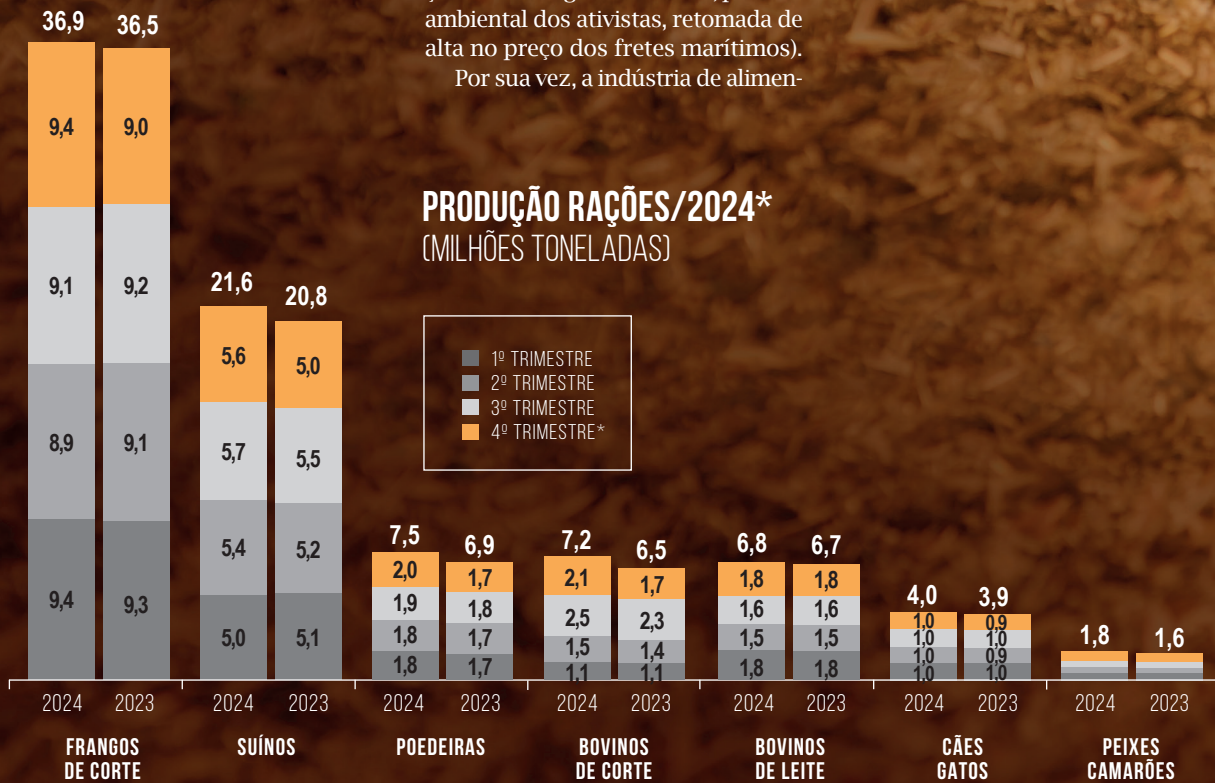 ambiental dos ativistas, retomada de
alta no preço dos fretes marítimos).
Por sua vez, a indústria de alimen-
PRODUÇÃO RAÇÕES/2024*
(MILHÕES TONELADAS)
1º TRIMESTRE
2º TRIMESTRE
3º TRIMESTRE
4º TRIMESTRE*
36,9 36,5
9,4 9,0
9,1 9,2
8,9 9,1
9,4 9,3
21,6 20,8
5,6 5,0
5,7 5,5
5,4 5,2
5,0 5,1
7,5 6,9
2,0 1,7
1,9 1,8
1,8 1,7
1,8 1,7
7,2 6,5
2,1 1,7
2,5 2,3
1,5 1,4
1,1 1,1
6,8 6,7
1,8 1,8
1,6 1,6
1,5 1,5
1,8 1,8
4,0 3,9
1,0 0,9
1,0 1,0
1,0 0,9
1,0 1,0
1,8 1,6
2024 2023 2024 2023 2024 2023 2024 2023 2024 2023 2024 2023 2024 2023
FRANGOS SUÍNOS POEDEIRAS BOVINOS BOVINOS CÃES PEIXES
DE CORTE DE CORTE DE LEITE GATOS CAMARÕES